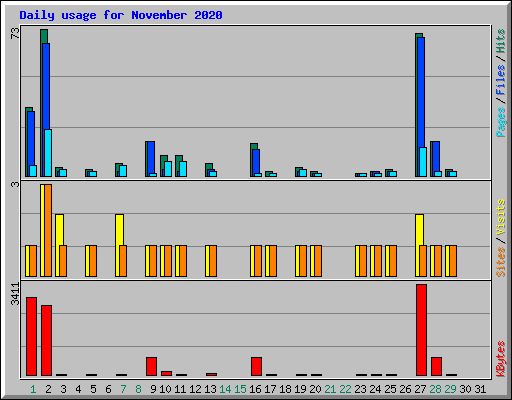 Daily usage for November 2020
73
Pages / Files / Hits
3
Sites / Visits
3411
KBytes
1 2 3 4 5 6 7 8 9 10 11 12 13 14 15 16 17 18 19 20 21 22 23 24 25 26 27 28 29 30 31